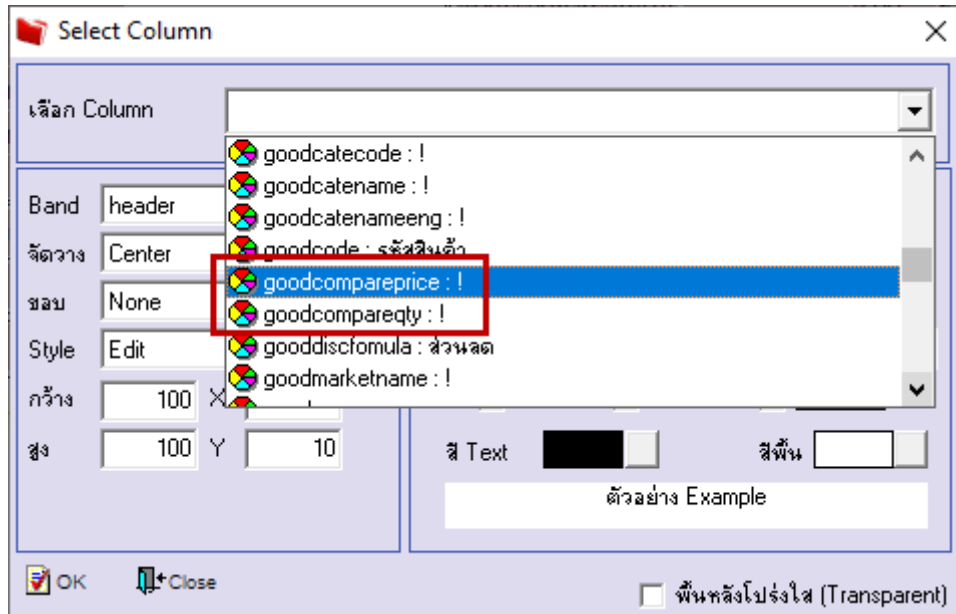 Select Column
เลือก Column
goodcatecode : !
goodcatename : !
goodcatenameeng : !
goodcode : รหัสสินค้า
goodcompareprice : !
goodcompareqty : !
gooddiscfomula : ส่วนลด
goodmarketname : !
Band header
จัดวาง Center
ขอบ None
Style Edit
กว้าง 100 X
สูง 100 Y 10
สี Text สีพื้น
ตัวอย่าง Example
OK Close
พื้นหลังโปร่งใส (Transparent)